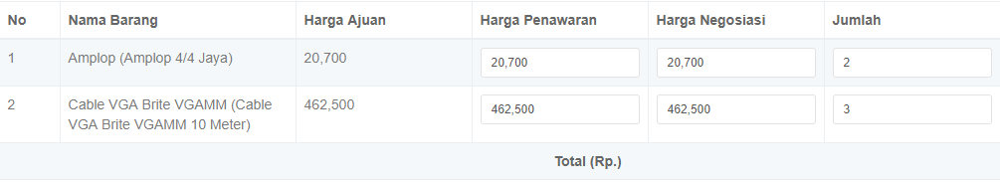 No Nama Barang Harga Ajuan Harga Penawaran Harga Negosiasi Jumlah
1 Amplop (Amplop 4/4 Jaya) 20,700 20,700 20,700 2
2 Cable VGA Brite VGAMM (Cable 462,500 462,500 462,500 3
VGA Brite VGAMM 10 Meter)
Total (Rp.)